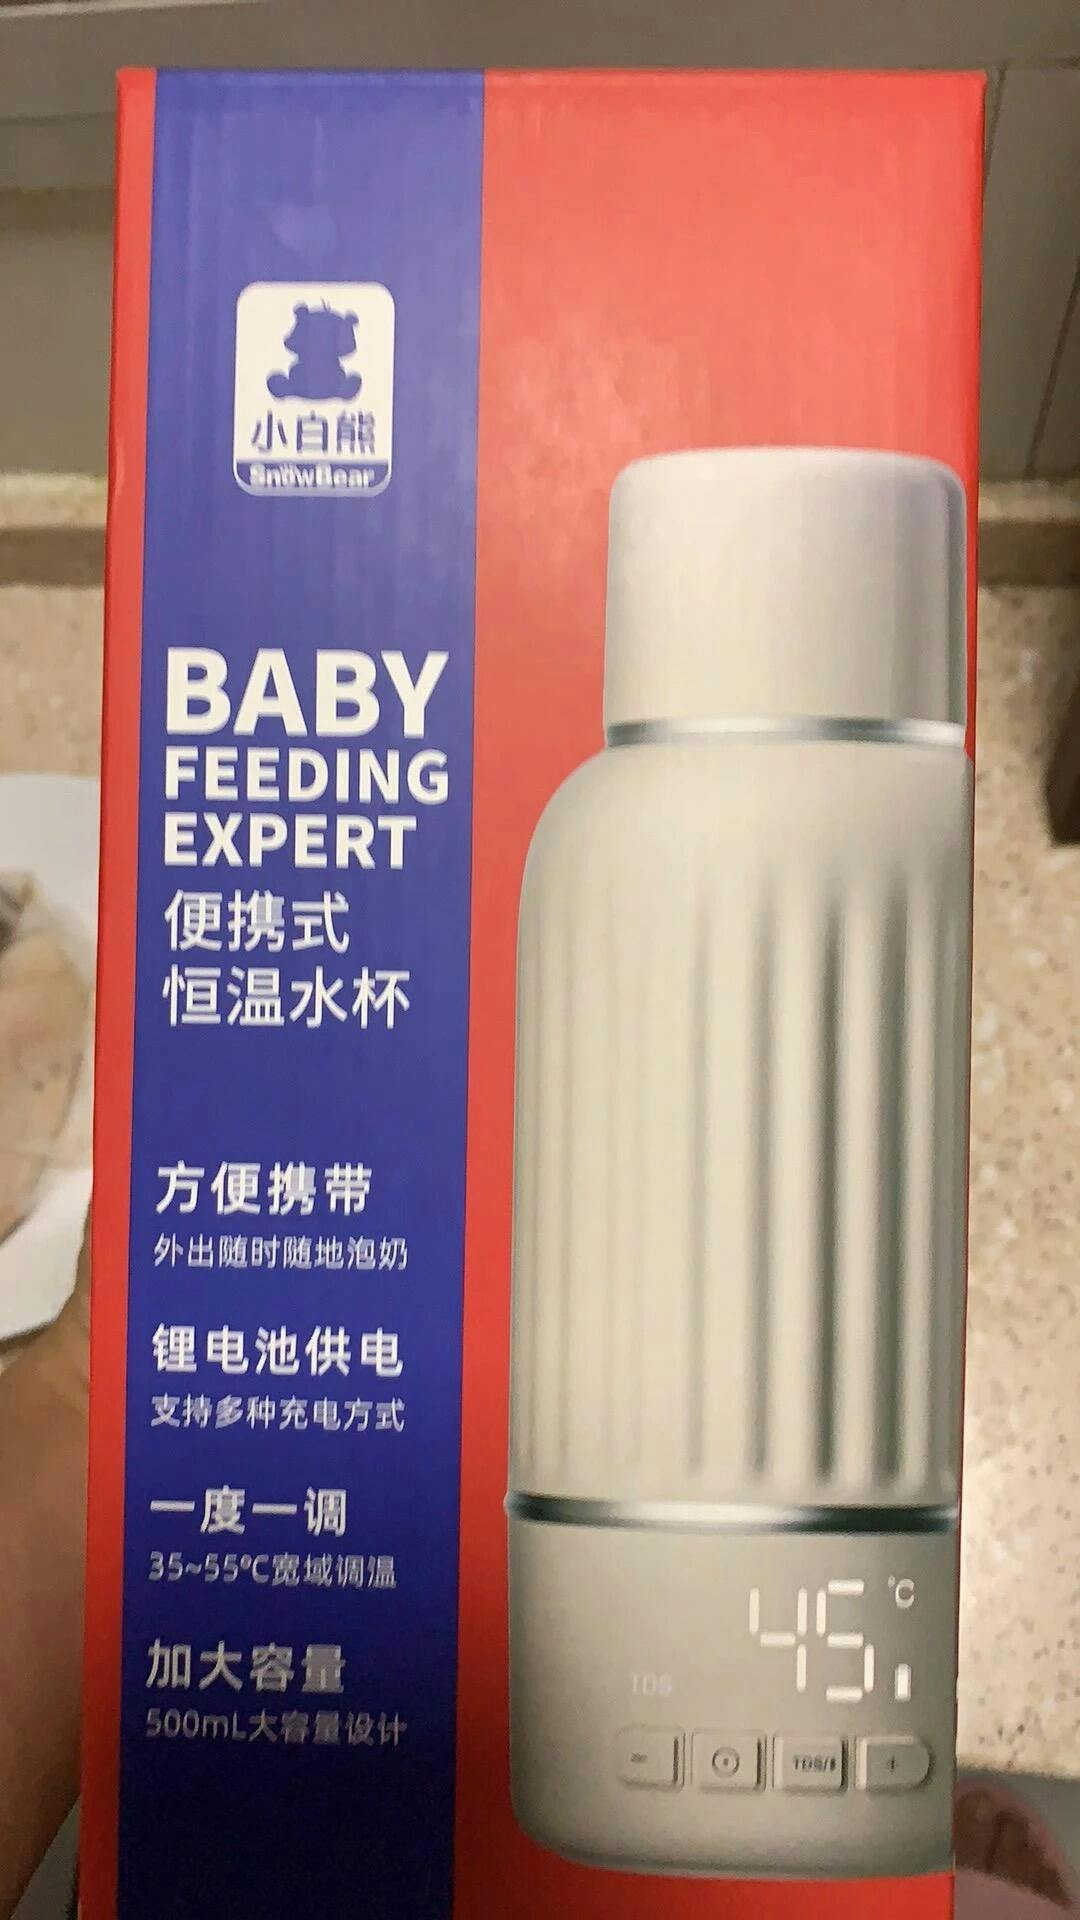 小白熊
SnowBear
BABY
FEEDING
EXPERT
便携式
恒温水杯
方便携带
外出随时随地泡奶
锂电池供电
支持多种充电方式
一度一调
35~55°C宽域调温
加大容量
500mL大容量设计
45°C
TDS
- TDS/ +